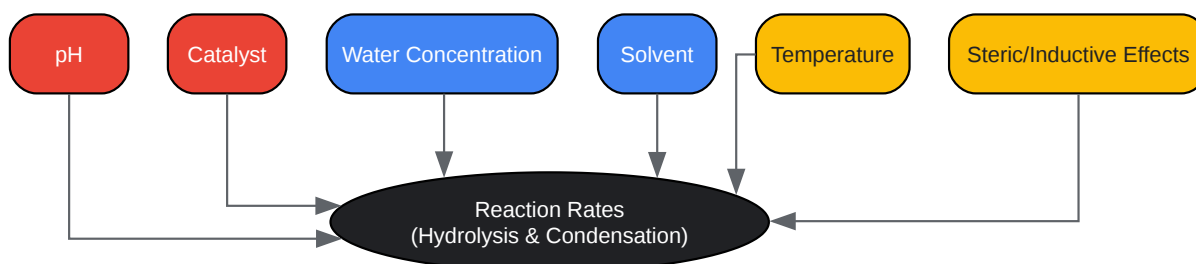 pH
Catalyst
Water Concentration
Solvent
Temperature
Steric/Inductive Effects
Reaction Rates
(Hydrolysis & Condensation)